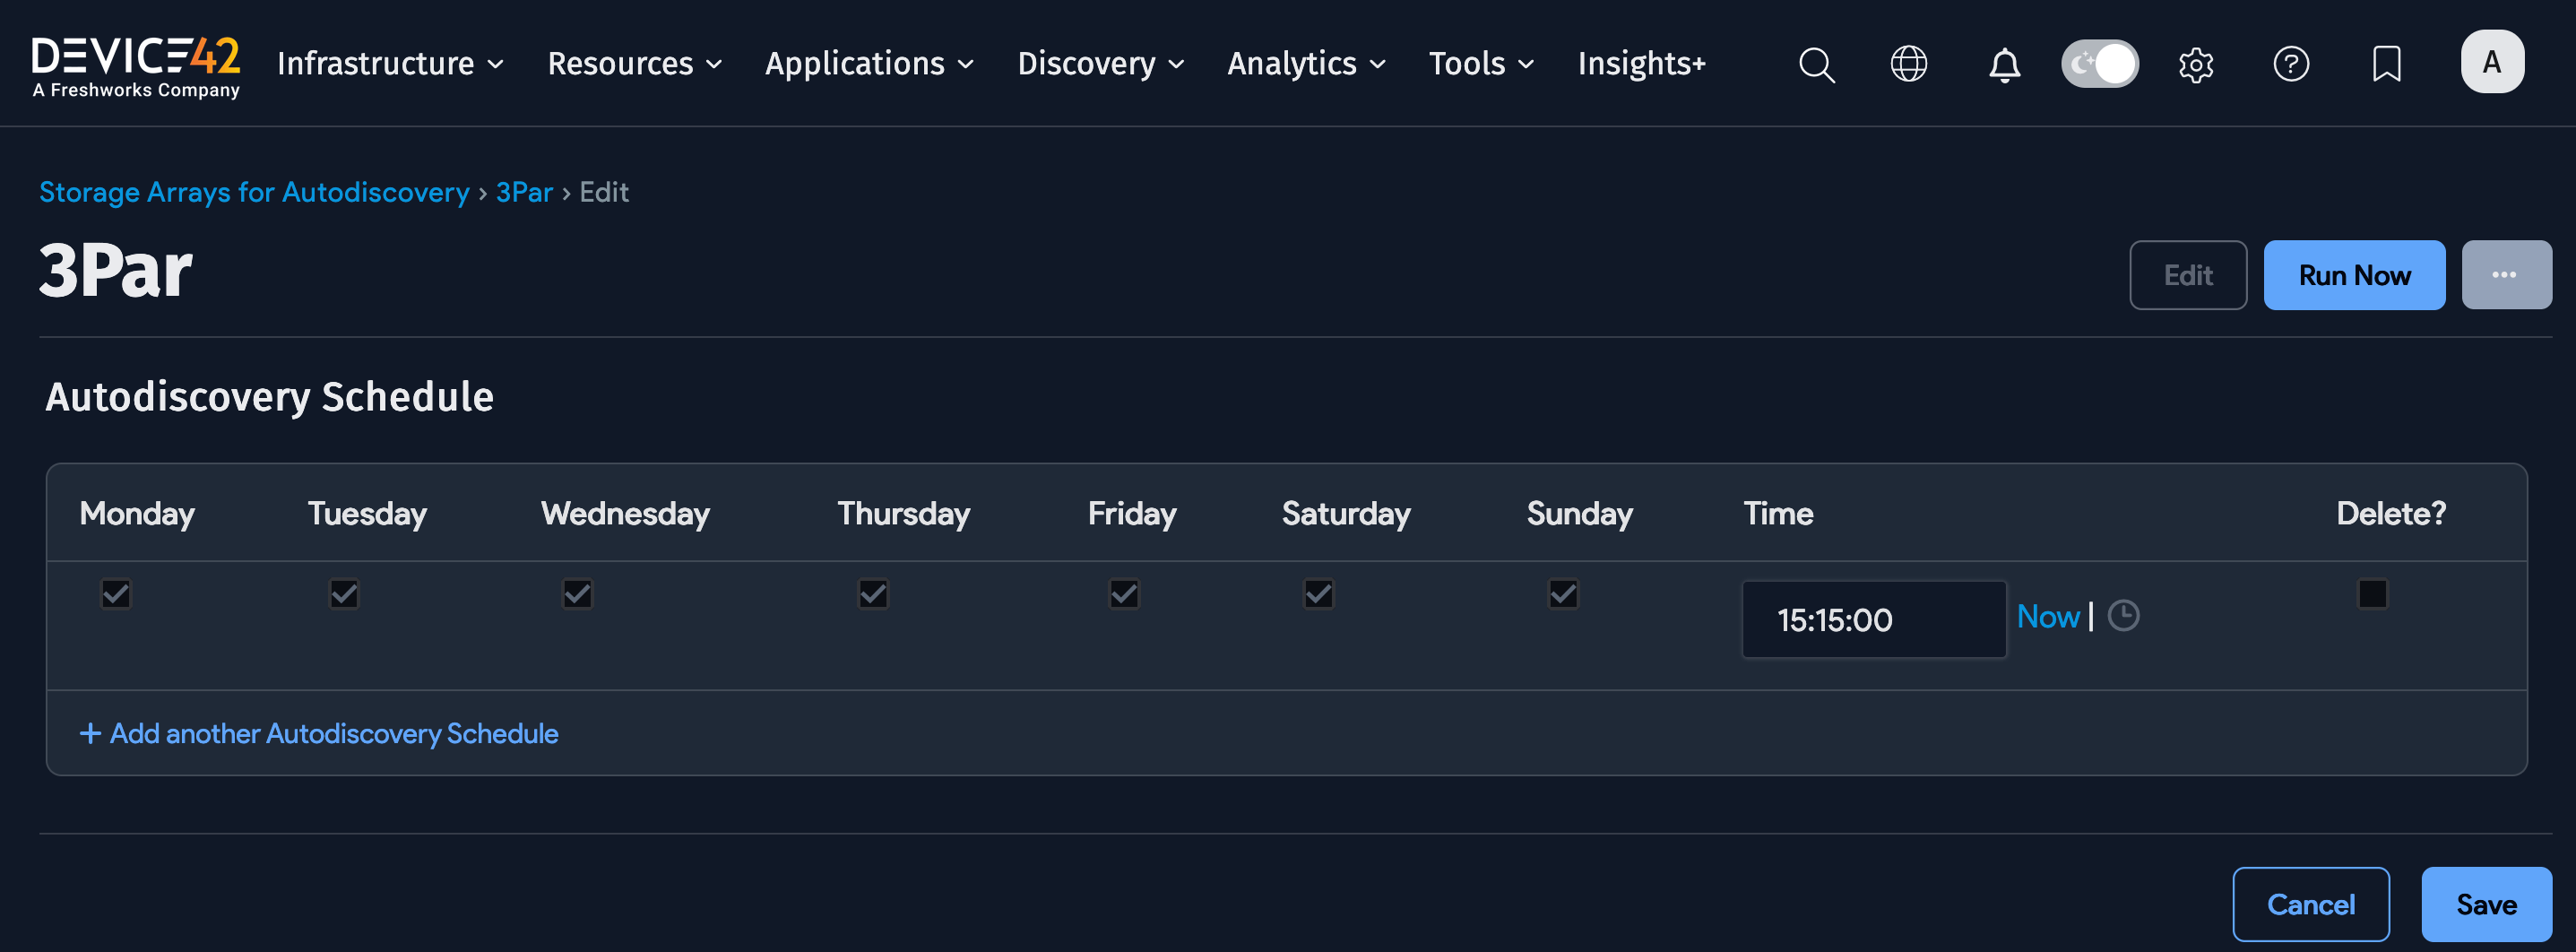 DEVICE42
A Freshworks Company
Infrastructure Resources Applications Discovery Analytics Tools Insights+ A
Storage Arrays for Autodiscovery › 3Par › Edit
3Par
Edit Run Now ...
Autodiscovery Schedule
Monday Tuesday Wednesday Thursday Friday Saturday Sunday Time Delete?
15:15:00 Now |
+ Add another Autodiscovery Schedule
Cancel Save